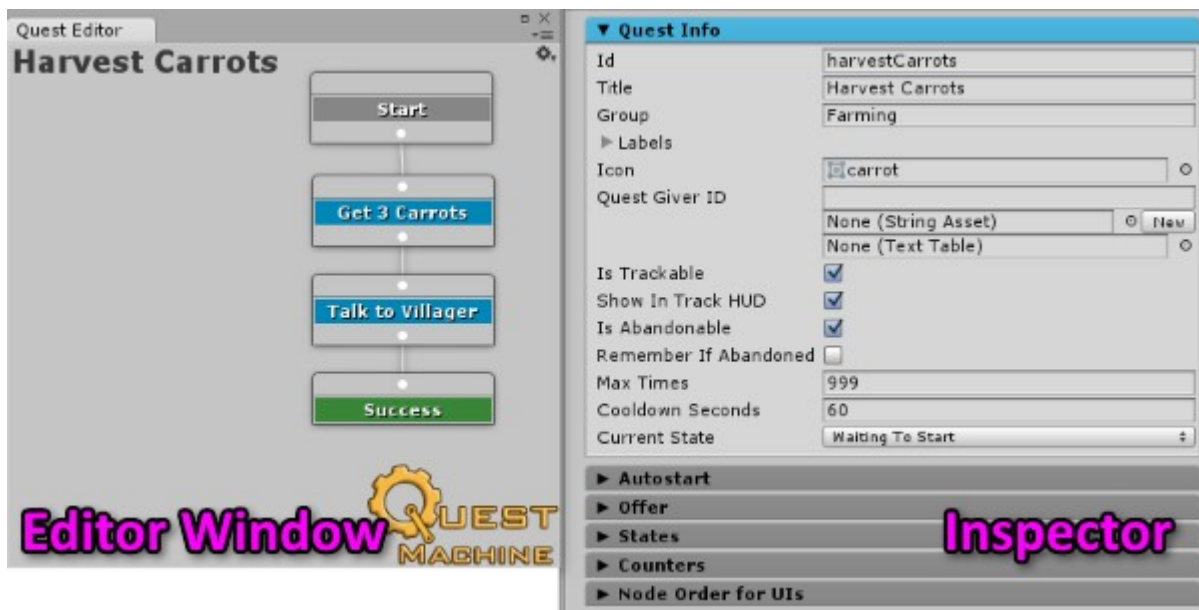 Quest Editor
Harvest Carrots
Start
Get 3 Carrots
Talk to Villager
Success
Editor Window
QUEST
MACHINE
▼ Quest Info
Id harvestCarrots
Title Harvest Carrots
Group Farming
▶ Labels
Icon carrot
Quest Giver ID
None (String Asset) New
None (Text Table)
Is Trackable
Show In Track HUD
Is Abandonable
Remember If Abandoned
Max Times 999
Cooldown Seconds 60
Current State Waiting To Start
▶ Autostart
▶ Offer
▶ States
▶ Counters
▶ Node Order for UIs
Inspector